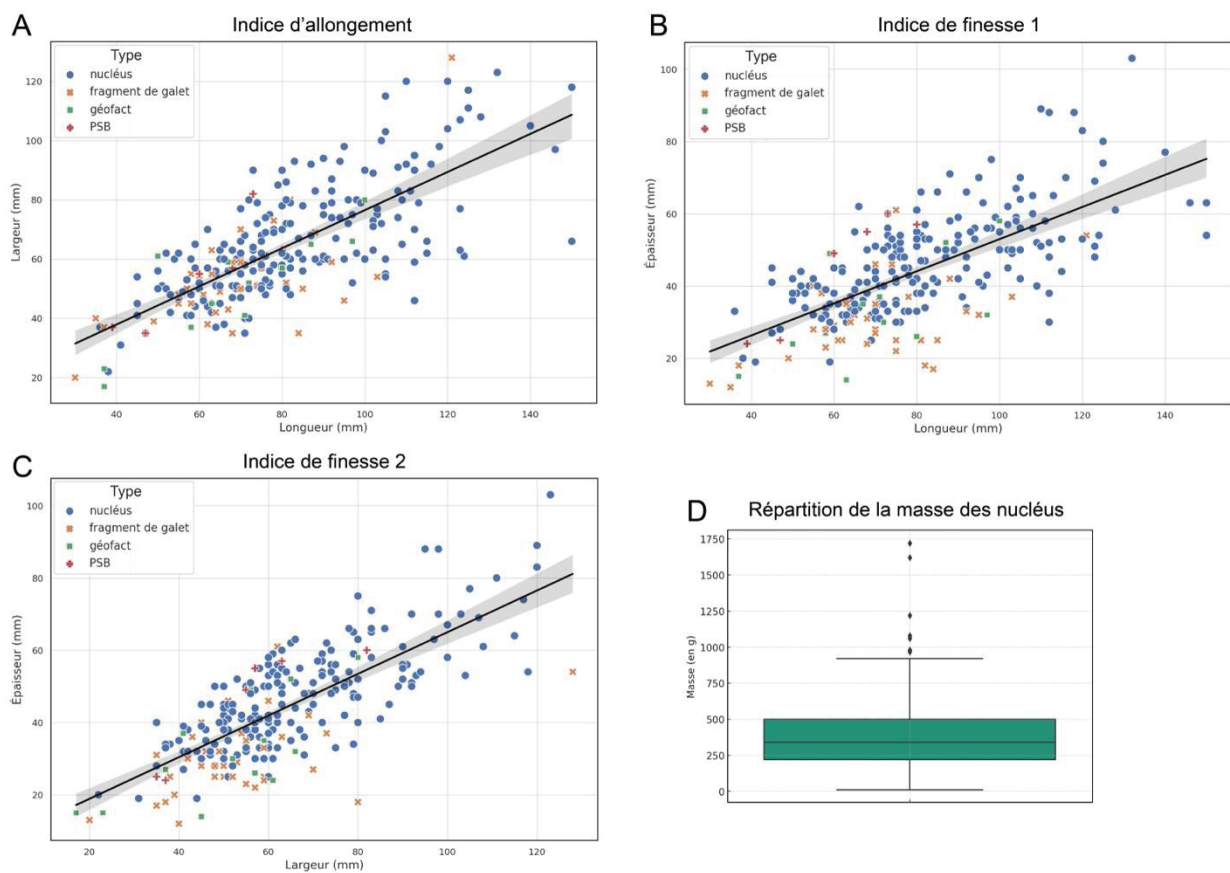 A
Indice d'allongement
Type
nucléus
fragment de galet
géofact
PSB
120
100
80
60
40
20
Largeur (mm)
40
60
80
100
120
140
Longueur (mm)
B
Indice de finesse 1
Type
nucléus
fragment de galet
géofact
PSB
100
80
60
40
20
Épaisseur (mm)
40
60
80
100
120
140
Longueur (mm)
C
Indice de finesse 2
Type
nucléus
fragment de galet
géofact
PSB
100
80
60
40
20
Épaisseur (mm)
20
40
60
80
100
120
Largeur (mm)
D
Répartition de la masse des nucléus
1750
1500
1250
1000
750
500
250
0
Masse (en g)